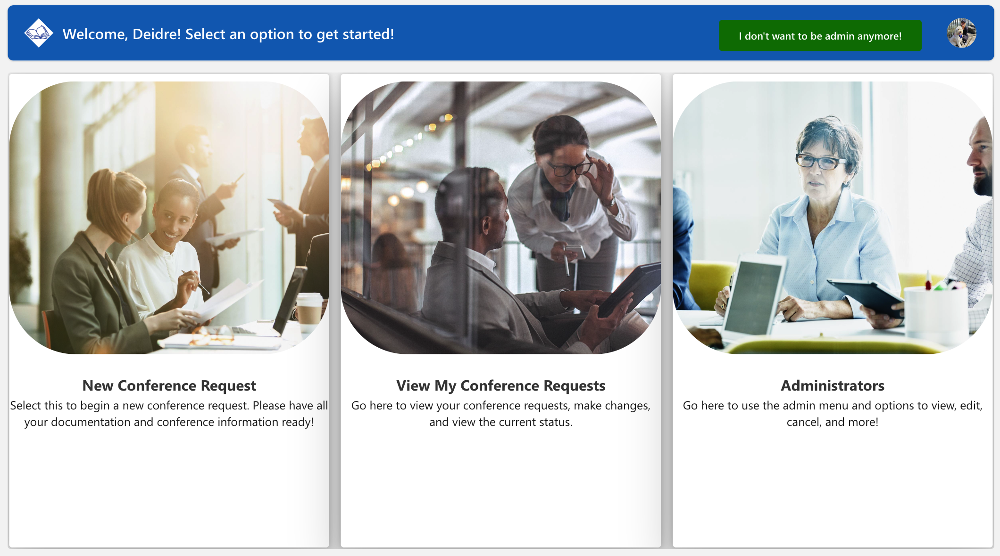 Welcome, Deidre! Select an option to get started!
I don't want to be admin anymore!
New Conference Request
Select this to begin a new conference request. Please have all
your documentation and conference information ready!
View My Conference Requests
Go here to view your conference requests, make changes,
and view the current status.
Administrators
Go here to use the admin menu and options to view, edit,
cancel, and more!